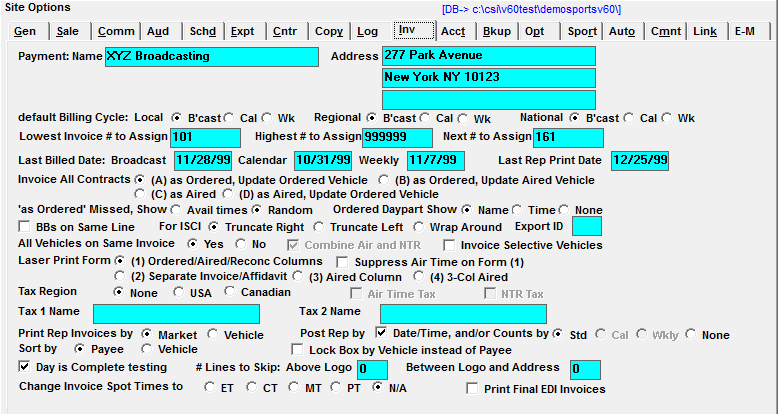 Site Options [DB-> c:\csi\v60test\demosportsv60\]
Gen Sale Comm Aud Schd Expt Cntr Copy Log Inv Acct Bkup Opt Sport Auto Cmnt Link E-M
Payment: Name XYZ Broadcasting Address 277 Park Avenue
New York NY 10123
default Billing Cycle: Local B'cast Cal Wk Regional B'cast Cal Wk National B'cast Cal Wk
Lowest Invoice # to Assign 101 Highest # to Assign 999999 Next # to Assign 161
Last Billed Date: Broadcast 11/28/99 Calendar 10/31/99 Weekly 11/7/99 Last Rep Print Date 12/25/99
Invoice All Contracts (A) as Ordered, Update Ordered Vehicle (B) as Ordered, Update Aired Vehicle
(C) as Aired (D) as Aired, Update Ordered Vehicle
'as Ordered' Missed, Show Avail times Random Ordered Daypart Show Name Time None
BBs on Same Line For ISCI Truncate Right Truncate Left Wrap Around Export ID
All Vehicles on Same Invoice Yes No Combine Air and NTR Invoice Selective Vehicles
Laser Print Form (1) Ordered/Aired/Reconc Columns Suppress Air Time on Form (1)
(2) Separate Invoice/Affidavit (3) Aired Column (4) 3-Col Aired
Tax Region None USA Canadian Air Time Tax NTR Tax
Tax 1 Name Tax 2 Name
Print Rep Invoices by Market Vehicle Post Rep by Date/Time, and/or Counts by Std Cal Wkly None
Sort by Payee Vehicle Lock Box by Vehicle instead of Payee
Day is Complete testing # Lines to Skip: Above Logo 0 Between Logo and Address 0
Change Invoice Spot Times to ET CT MT PT N/A Print Final EDI Invoices